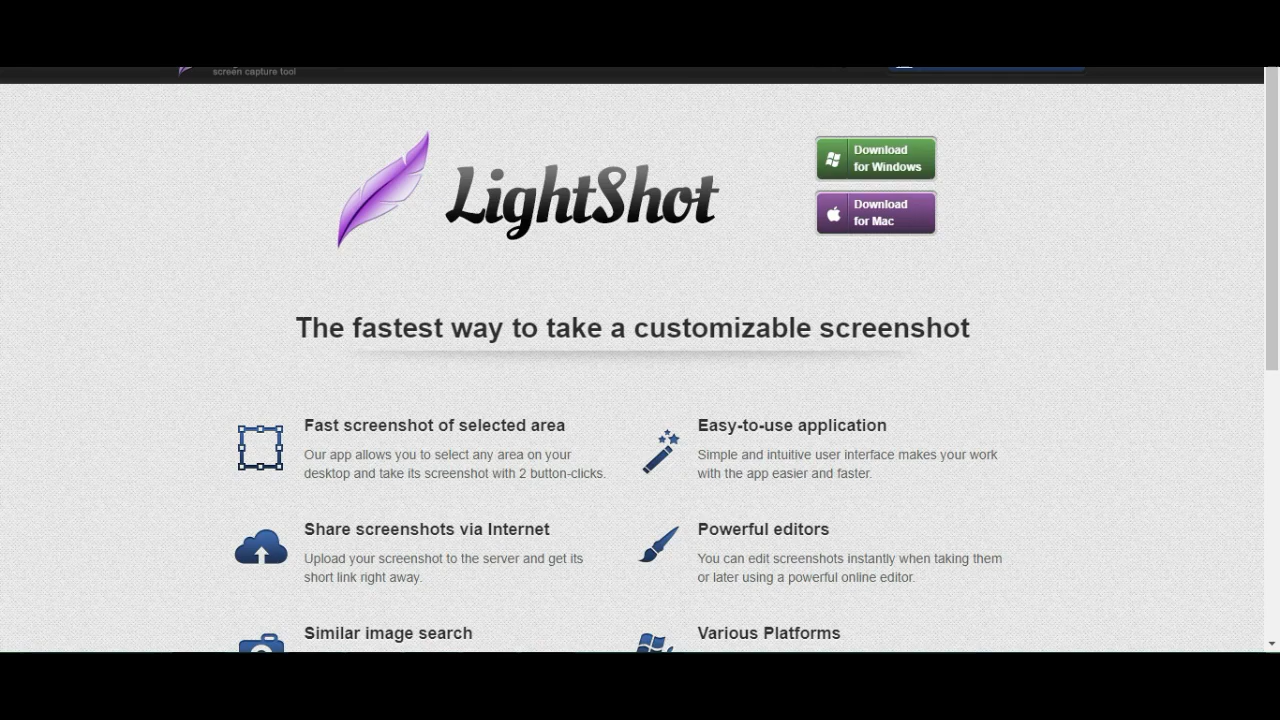 screen capture tool
LightShot
Download
for Windows
Download
for Mac
The fastest way to take a customizable screenshot
Fast screenshot of selected area
Our app allows you to select any area on your
desktop and take its screenshot with 2 button-clicks.
Easy-to-use application
Simple and intuitive user interface makes your work
with the app easier and faster.
Share screenshots via Internet
Upload your screenshot to the server and get its
short link right away.
Powerful editors
You can edit screenshots instantly when taking them
or later using a powerful online editor.
Similar image search
Various Platforms